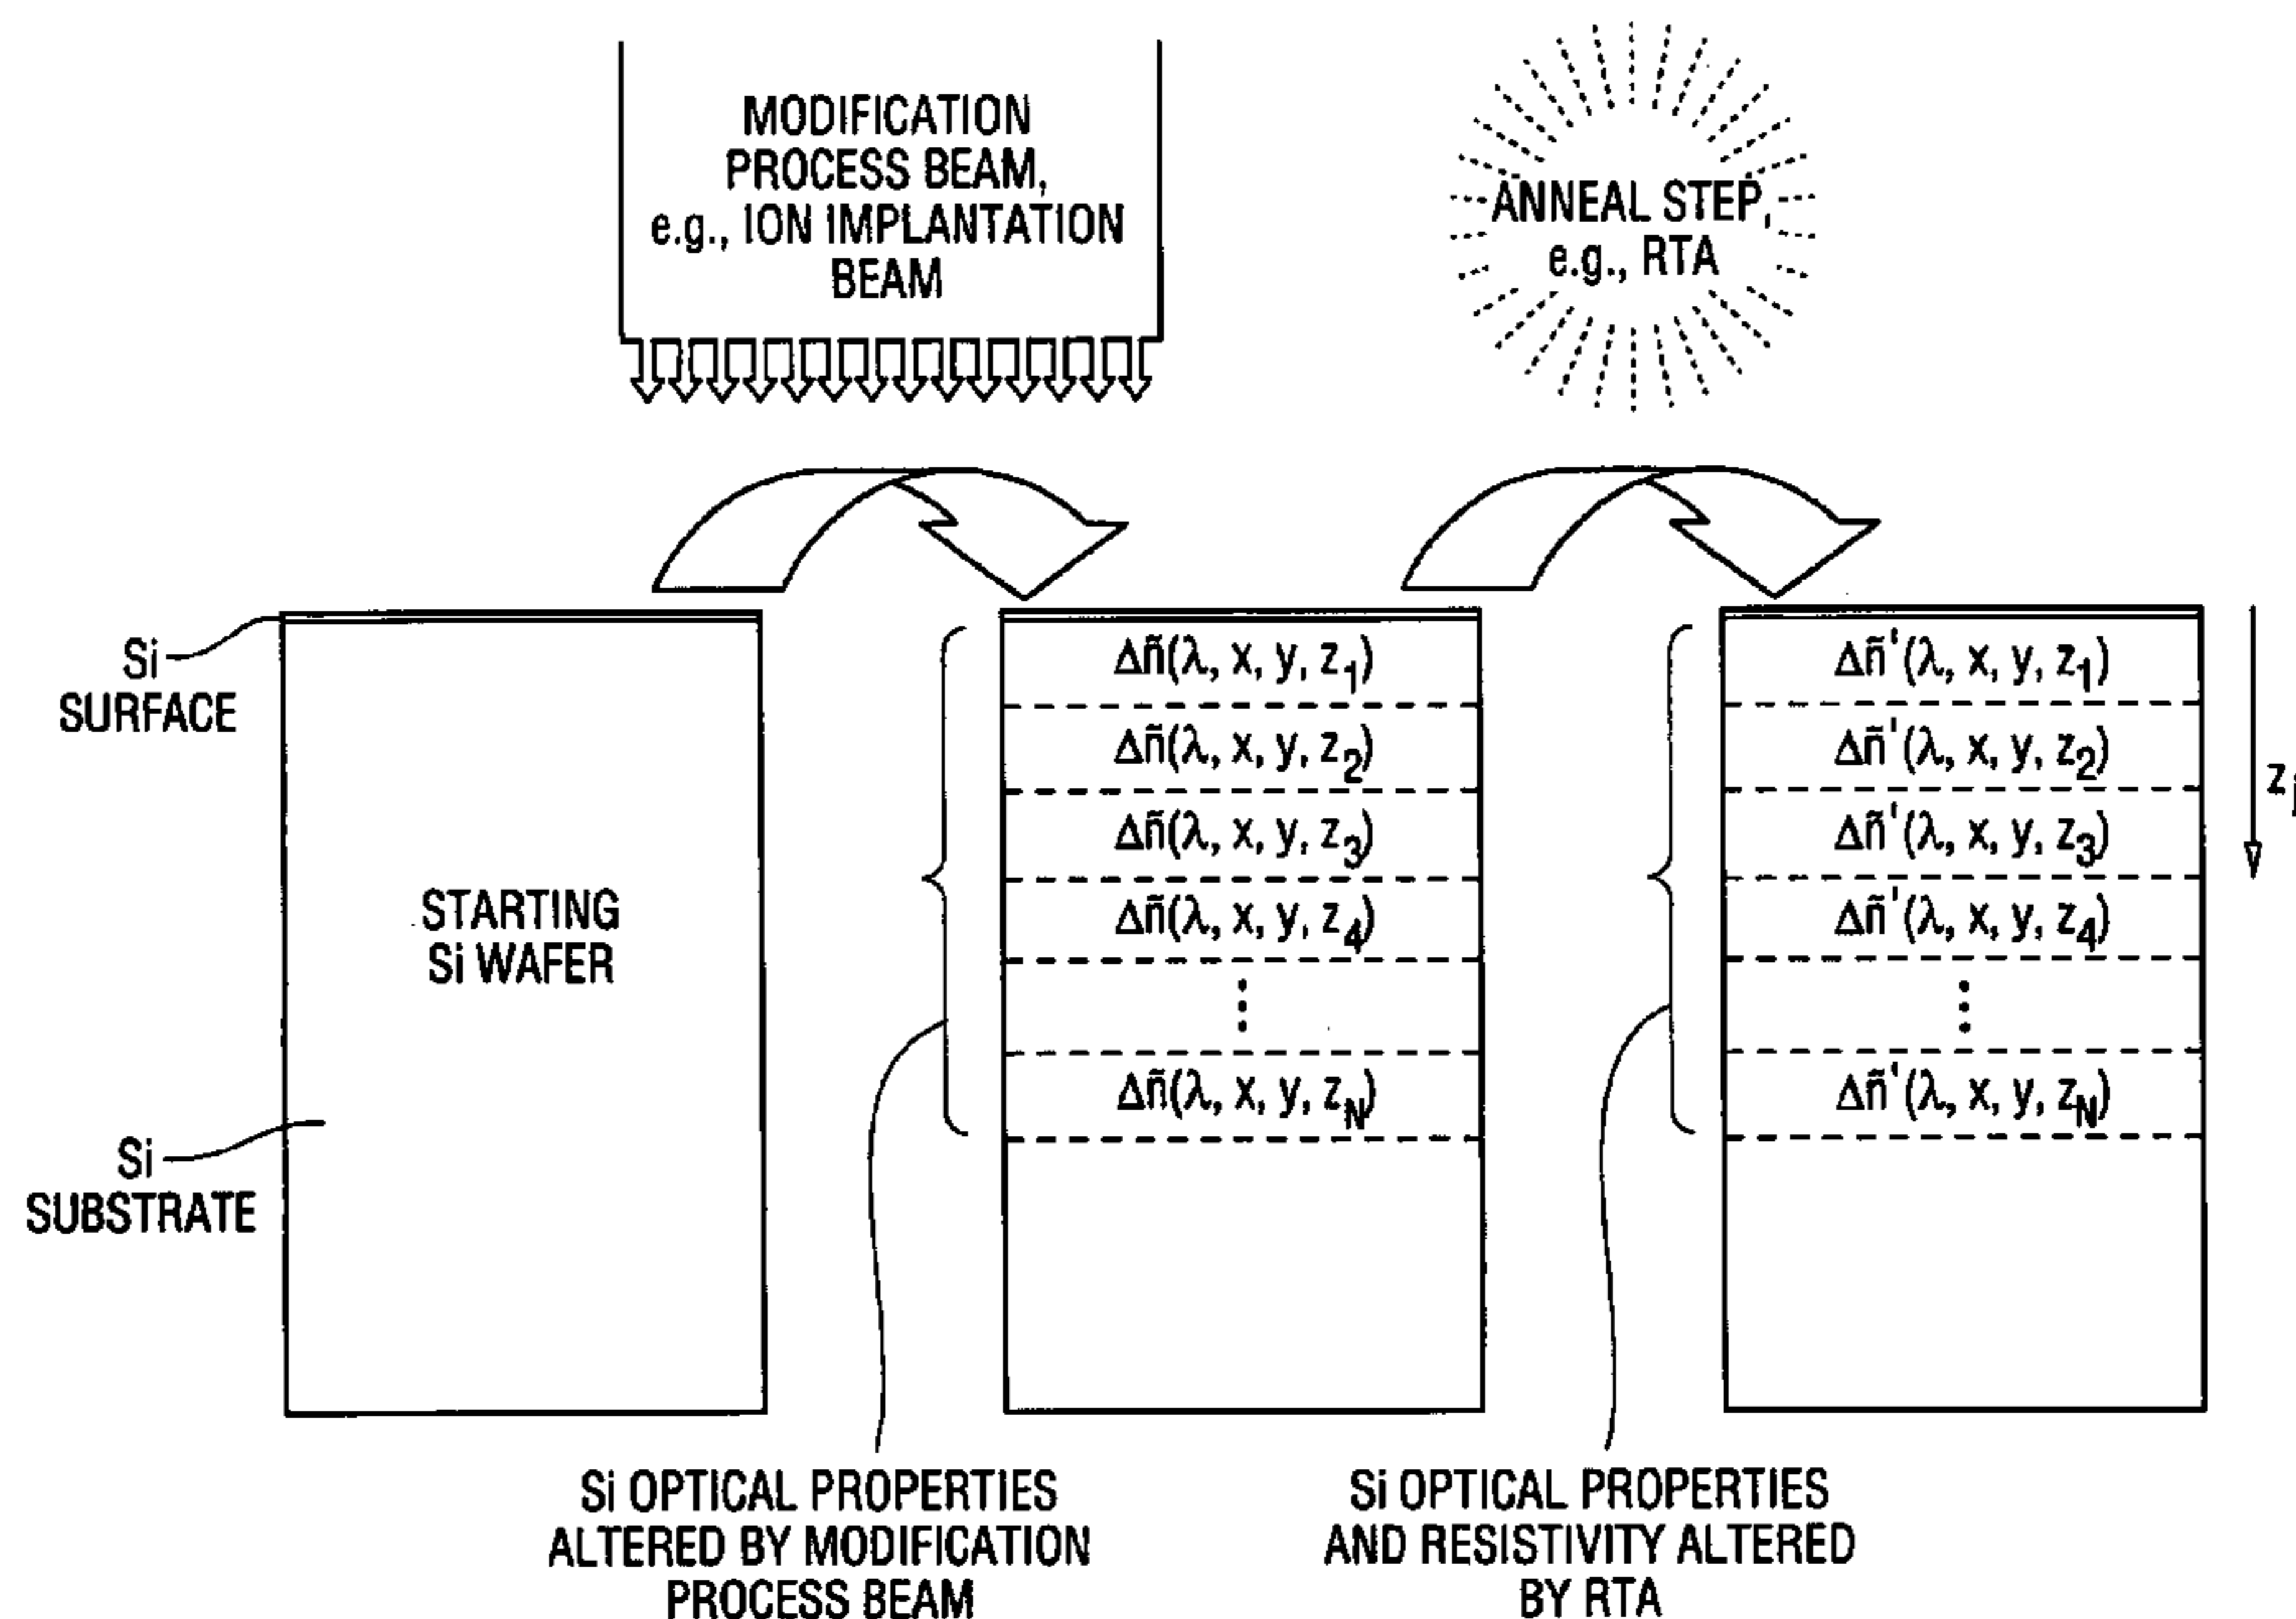 MODIFICATION
PROCESS BEAM,
e.g., ION IMPLANTATION
BEAM
ANNEAL STEP,
e.g., RTA
Si
SURFACE
STARTING
Si WAFER
Si
SUBSTRATE
Δñ(λ, x, y, z₁)
Δñ(λ, x, y, z₂)
Δñ(λ, x, y, z₃)
Δñ(λ, x, y, z₄)
⋮
Δñ(λ, x, y, z_N)
Δñ'(λ, x, y, z₁)
Δñ'(λ, x, y, z₂)
Δñ'(λ, x, y, z₃)
Δñ'(λ, x, y, z₄)
⋮
Δñ'(λ, x, y, z_N)
Si OPTICAL PROPERTIES
ALTERED BY MODIFICATION
PROCESS BEAM
Si OPTICAL PROPERTIES
AND RESISTIVITY ALTERED
BY RTA